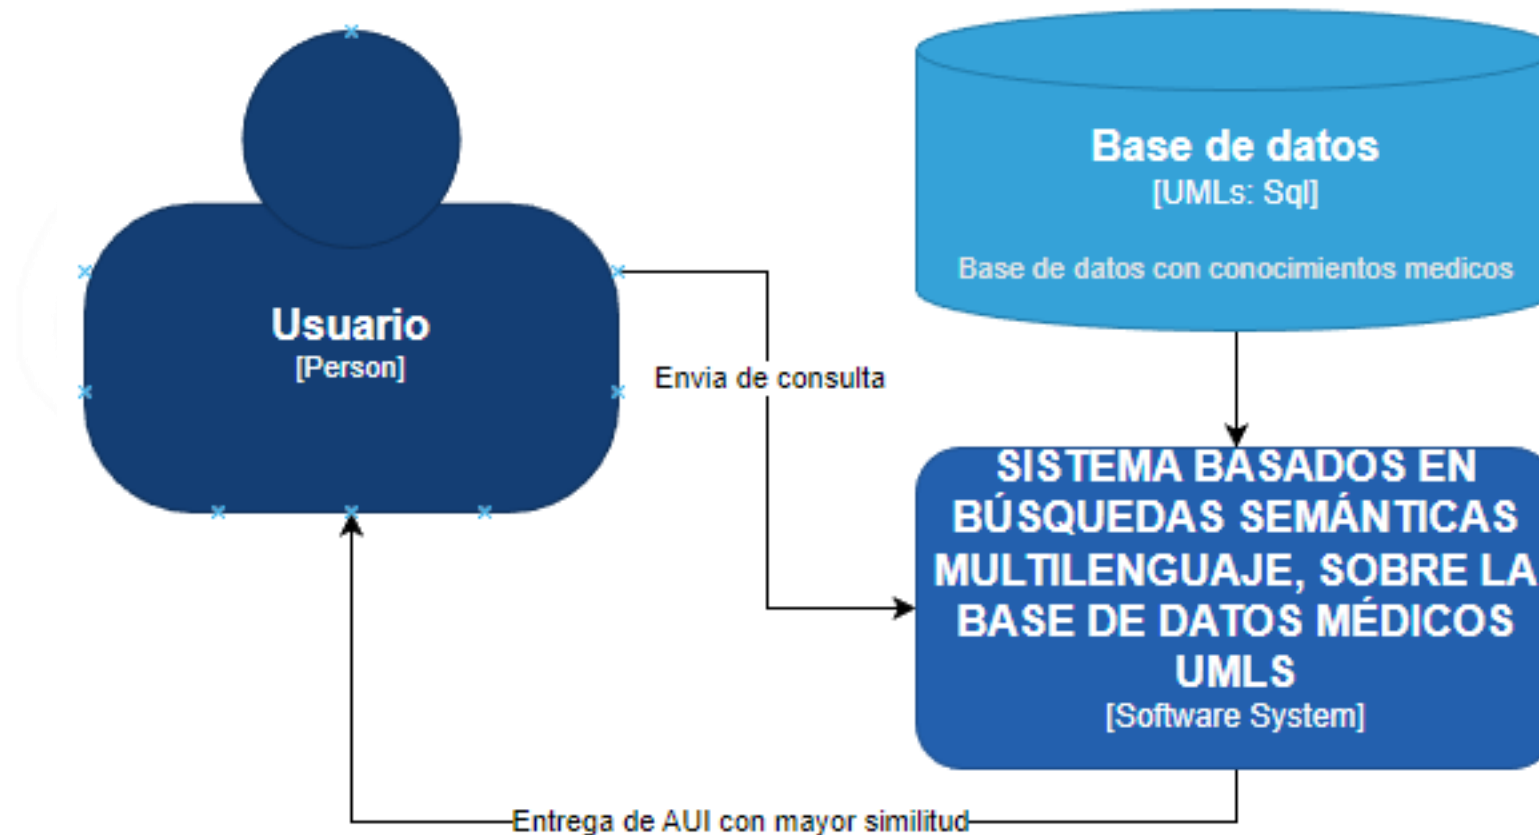 Usuario
[Person]
Envia de consulta
Base de datos
[UMLs: Sql]
Base de datos con conocimientos medicos
SISTEMA BASADOS EN
BÚSQUEDAS SEMÁNTICAS
MULTILENGUAJE, SOBRE LA
BASE DE DATOS MÉDICOS
UMLS
[Software System]
Entrega de AUI con mayor similitud